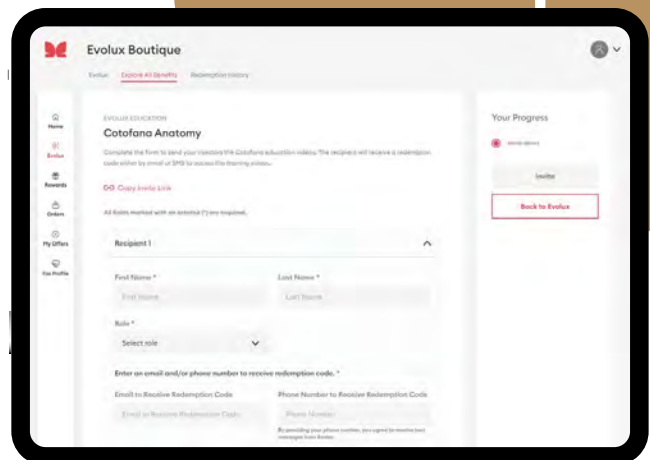 Evolux Boutique
Evolux Explore All Benefits Redemption History
Home
Evolux
Rewards
Orders
My Offers
Tox Profile
EVOLUX EDUCATION
Cotofana Anatomy
Complete the form to send your injectors the Cotofana education videos. The recipient will receive a redemption
code either by email or SMS to access the training videos.
Copy Invite Link
All fields marked with an asterisk (*) are required.
Recipient 1
First Name * Last Name *
First Name Last Name
Role *
Select role
Enter an email and/or phone number to receive redemption code. *
Email to Receive Redemption Code Phone Number to Receive Redemption Code
Email to Receive Redemption Code Phone Number
By providing your phone number, you agree to receive text
messages from
Your Progress
Invite
Back to Evolux